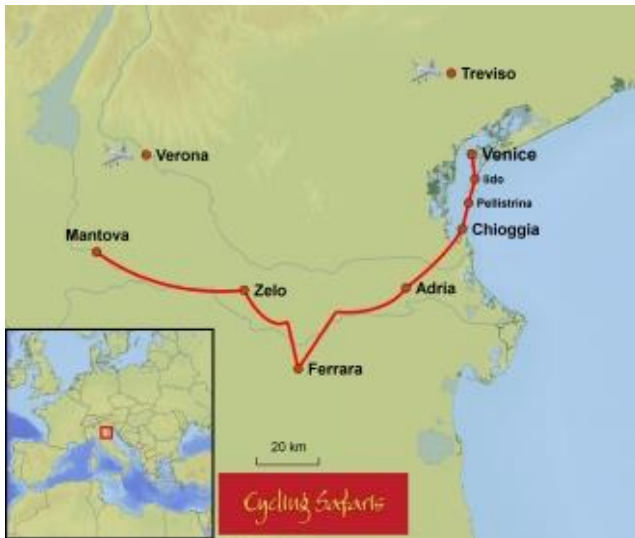 Treviso
Verona
Venice
lido
Pellistrina
Chioggia
Mantova
Zelo
Adria
Ferrara
20 km
Cycling Safaris